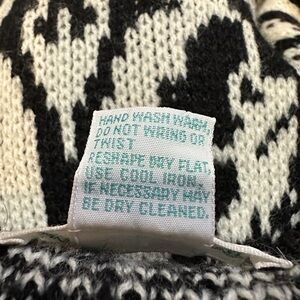 HAND WASH WARM,
DO NOT WRING OR
TWIST
RESHAPE DRY FLAT,
USE COOL IRON.
IF NECESSARY MAY
BE DRY CLEANED.